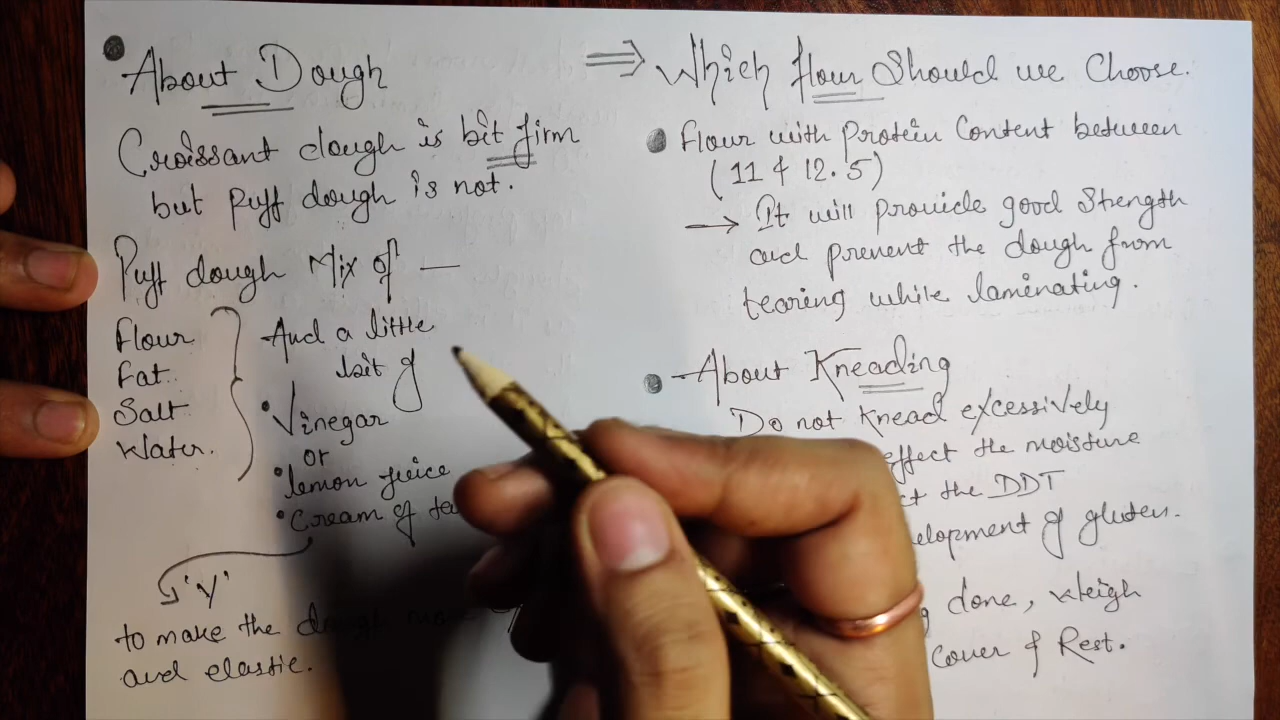 About Dough
Croissant dough is bit firm
but Puff dough is not.
Puff dough Mix of —
Flour
Fat.
Salt
Water.
And a little
bit of
• Vinegar
or
• lemon juice
• Cream of
'Y'
to make the dough
and elastic.
⇒ Which flour Should we Choose.
• Flour with Protein Content between
(11 & 12.5)
→ It will provide good Strength
and prevent the dough from
tearing while laminating.
• About Kneading
Do not Knead excessively
effect the moisture
the DDT
of gluten.
done, weigh
Cover & Rest.